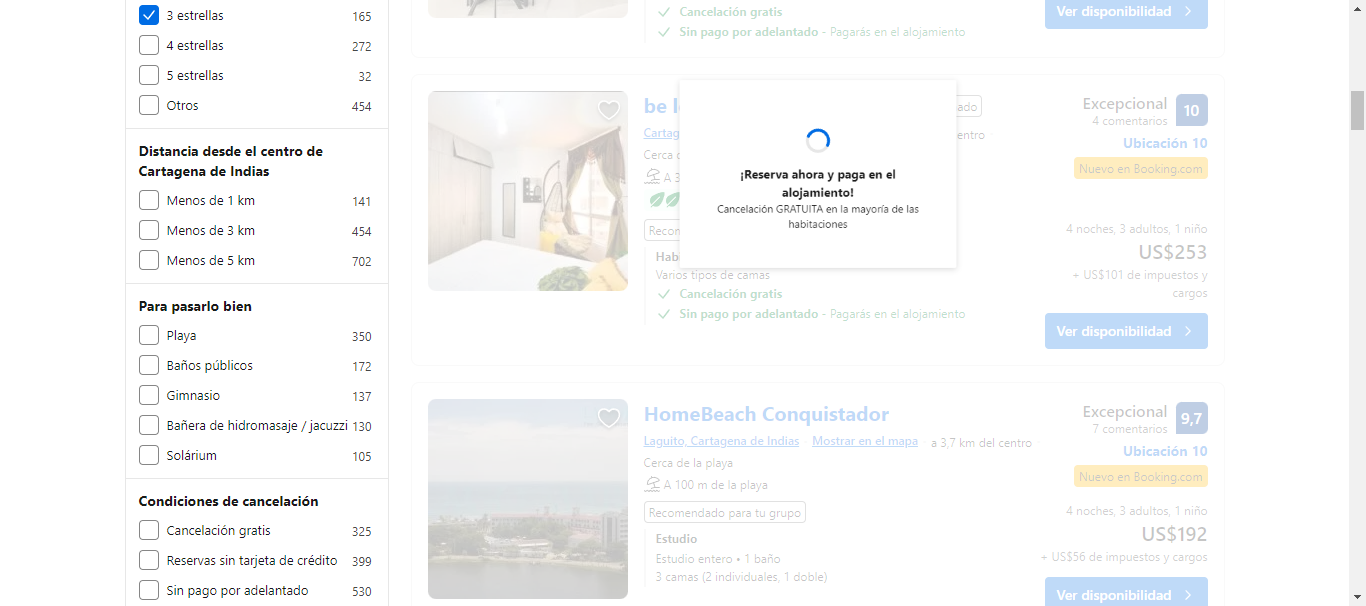 3 estrellas 165
4 estrellas 272
5 estrellas 32
Otros 454
Distancia desde el centro de
Cartagena de Indias
Menos de 1 km 141
Menos de 3 km 454
Menos de 5 km 702
Para pasarlo bien
Playa 350
Baños públicos 172
Gimnasio 137
Bañera de hidromasaje / jacuzzi 130
Solárium 105
Condiciones de cancelación
Cancelación gratis 325
Reservas sin tarjeta de crédito 399
Sin pago por adelantado 530
Cancelación gratis
Sin pago por adelantado - Pagarás en el alojamiento
Ver disponibilidad
be
Cerca
A 3
¡Reserva ahora y paga en el
alojamiento!
Cancelación GRATUITA en la mayoría de las
habitaciones
Varios tipos de camas
Cancelación gratis
Sin pago por adelantado - Pagarás en el alojamiento
Excepcional 10
4 comentarios
Ubicación 10
Nuevo en Booking.com
4 noches, 3 adultos, 1 niño
US$253
+ US$101 de impuestos y
cargos
Ver disponibilidad
HomeBeach Conquistador
Laguito, Cartagena de Indias Mostrar en el mapa a 3,7 km del centro
Cerca de la playa
A 100 m de la playa
Recomendado para tu grupo
Estudio
Estudio entero • 1 baño
3 camas (2 individuales, 1 doble)
Excepcional 9,7
7 comentarios
Ubicación 10
Nuevo en Booking.com
4 noches, 3 adultos, 1 niño
US$192
+ US$56 de impuestos y cargos
Ver disponibilidad